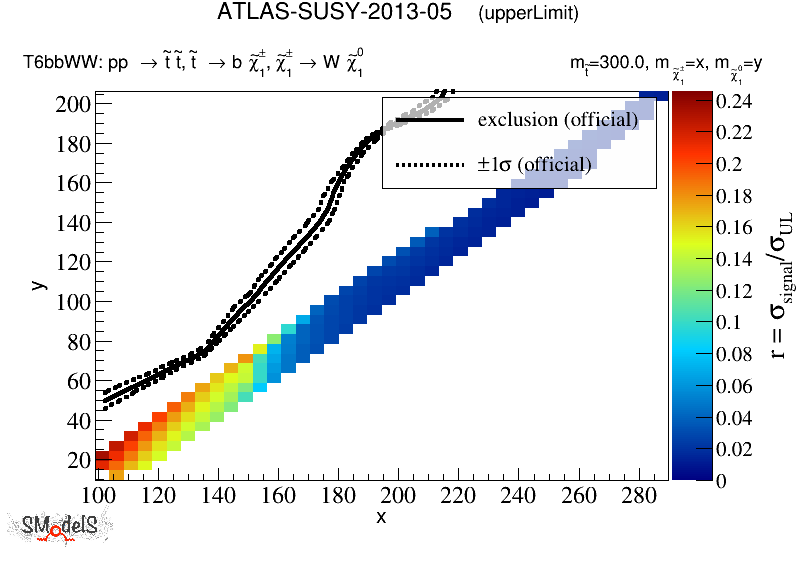 ATLAS-SUSY-2013-05 (upperLimit)
T6bbWW: pp → t̃ t̃, t̃ → b χ̃₁^±, χ̃₁^± → W χ̃₁⁰
m_t̃=300.0, m_χ̃₁^±=x, m_χ̃₁⁰=y
exclusion (official)
±1σ (official)
200
180
160
140
120
100
80
60
40
20
y
100 120 140 160 180 200 220 240 260 280
x
0.24
0.22
0.2
0.18
0.16
0.14
0.12
0.1
0.08
0.06
0.04
0.02
0
r = σ_signal/σ_UL
SModelS